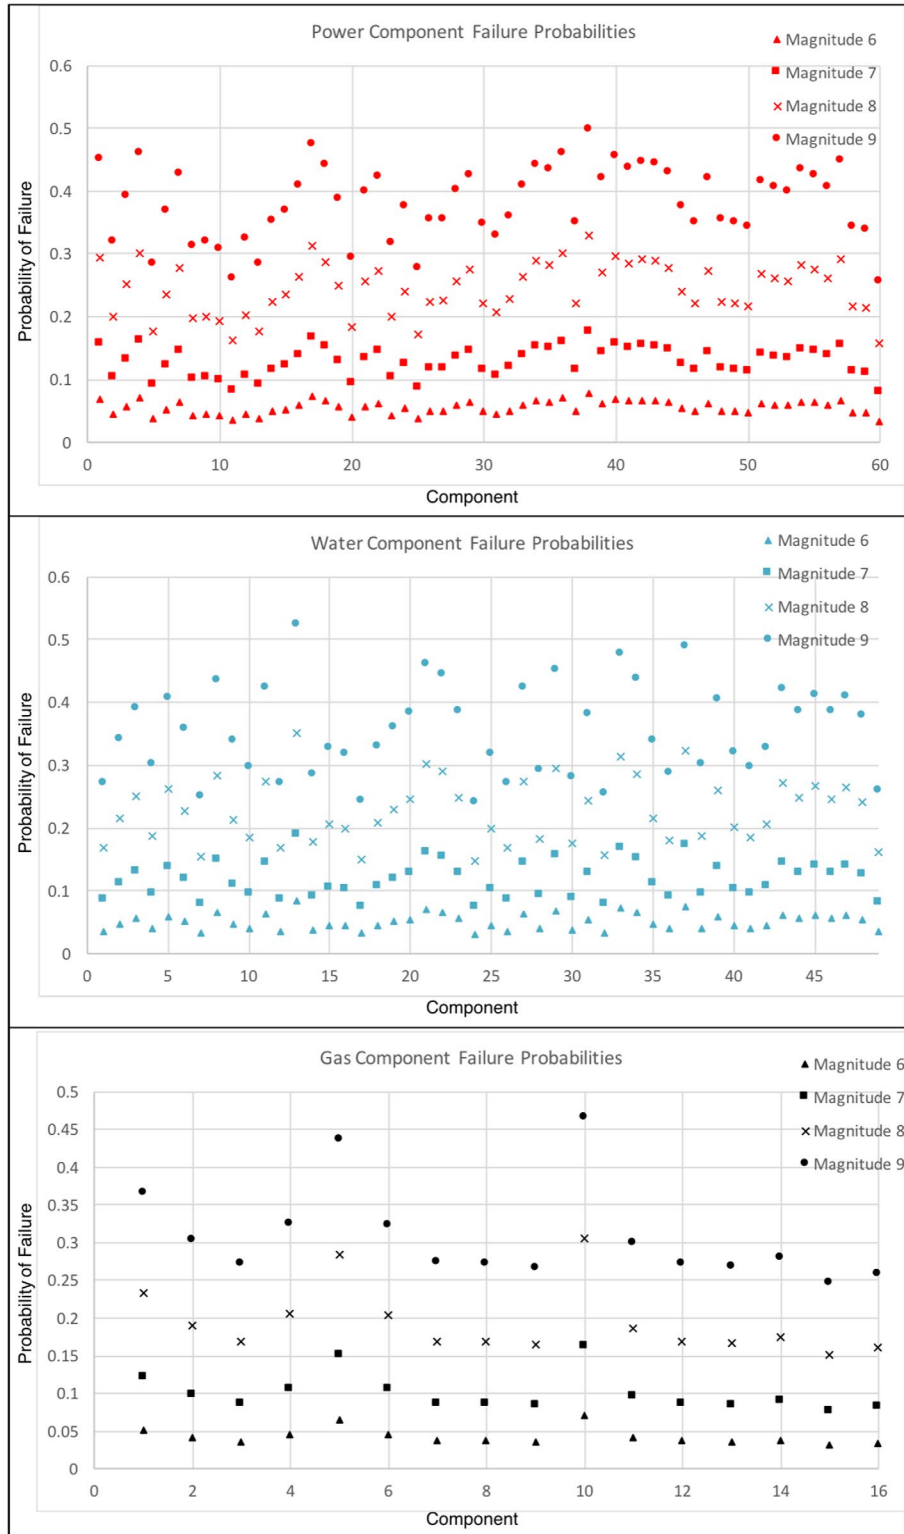 Power Component Failure Probabilities
Magnitude 6
Magnitude 7
Magnitude 8
Magnitude 9
Probability of Failure
0.6
0.5
0.4
0.3
0.2
0.1
0
0 10 20 30 40 50 60
Component
Water Component Failure Probabilities
Magnitude 6
Magnitude 7
Magnitude 8
Magnitude 9
Probability of Failure
0.6
0.5
0.4
0.3
0.2
0.1
0
0 5 10 15 20 25 30 35 40 45
Component
Gas Component Failure Probabilities
Magnitude 6
Magnitude 7
Magnitude 8
Magnitude 9
Probability of Failure
0.5
0.45
0.4
0.35
0.3
0.25
0.2
0.15
0.1
0.05
0
0 2 4 6 8 10 12 14 16
Component